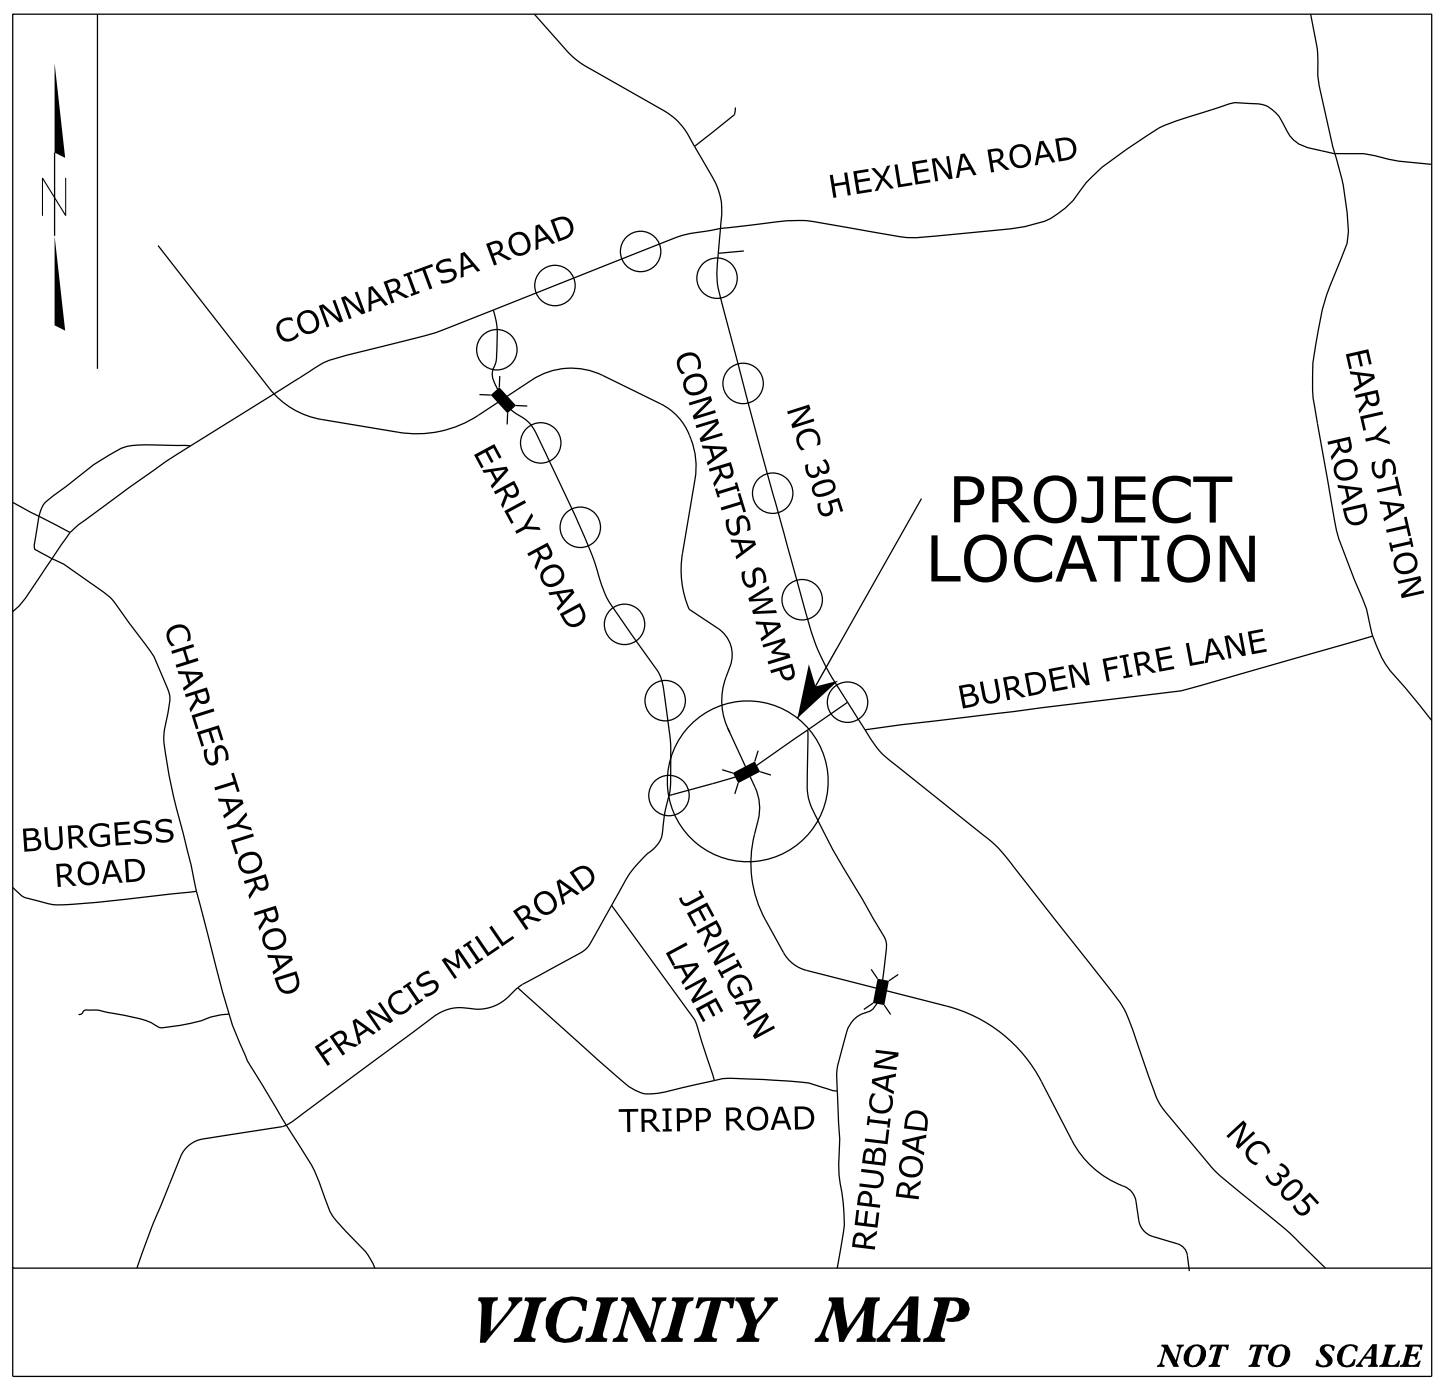 N
HEXLENA ROAD
CONNARITSA ROAD
CONNARITSA SWAMP
NC 305
EARLY STATION
ROAD
EARLY ROAD
PROJECT
LOCATION
CHARLES TAYLOR ROAD
BURDEN FIRE LANE
BURGESS
ROAD
FRANCIS MILL ROAD
JERNIGAN
LANE
TRIPP ROAD
REPUBLICAN
ROAD
NC 305
VICINITY MAP
NOT TO SCALE